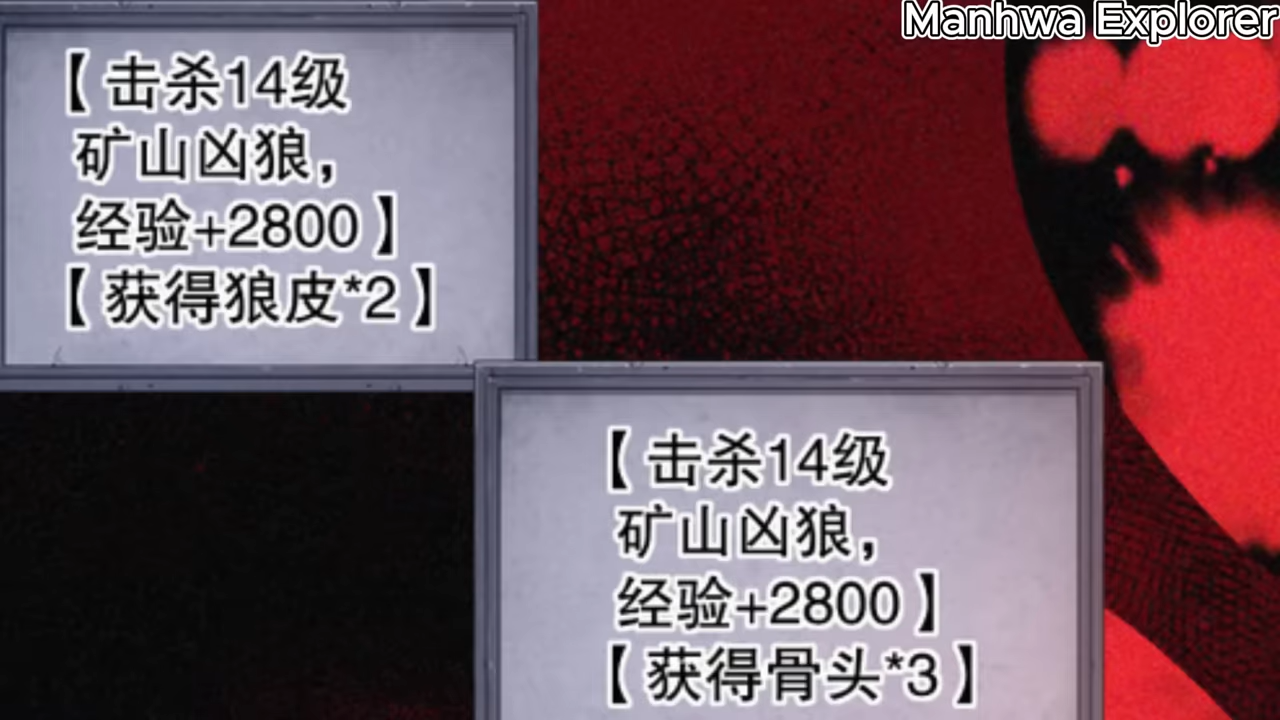 Manhwa Explorer
【击杀14级
矿山凶狼，
经验+2800】
【获得狼皮*2】
【击杀14级
矿山凶狼，
经验+2800】
【获得骨头*3】